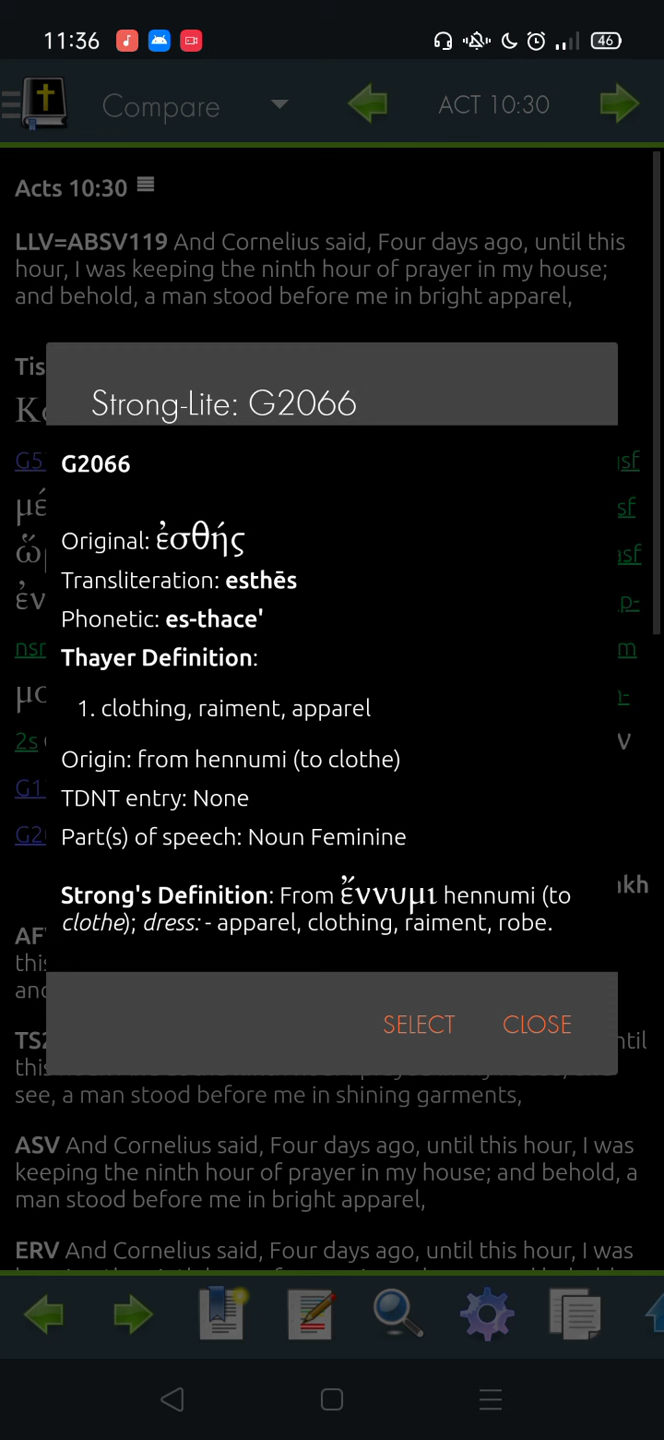 11:36
46
Compare
ACT 10:30
Acts 10:30
LLV=ABSV119 And Cornelius said, Four days ago, until this
hour, I was keeping the ninth hour of prayer in my house;
and behold, a man stood before me in bright apparel,
Tis
Strong-Lite: G2066
G2066
Original: ἐσθής
Transliteration: esthēs
Phonetic: es-thace'
Thayer Definition:
1. clothing, raiment, apparel
Origin: from hennumi (to clothe)
TDNT entry: None
Part(s) of speech: Noun Feminine
Strong's Definition: From ἕννυμι hennumi (to
clothe); dress: - apparel, clothing, raiment, robe.
SELECT CLOSE
see, a man stood before me in shining garments,
ASV And Cornelius said, Four days ago, until this hour, I was
keeping the ninth hour of prayer in my house; and behold, a
man stood before me in bright apparel,
ERV And Cornelius said, Four days ago, until this hour, I was